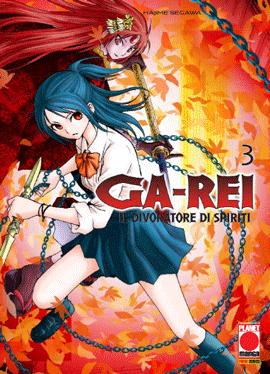 HAJIME SEGAWA
3
GA-REI
IL DIVORATORE DI SPIRITI
PLANET
manga